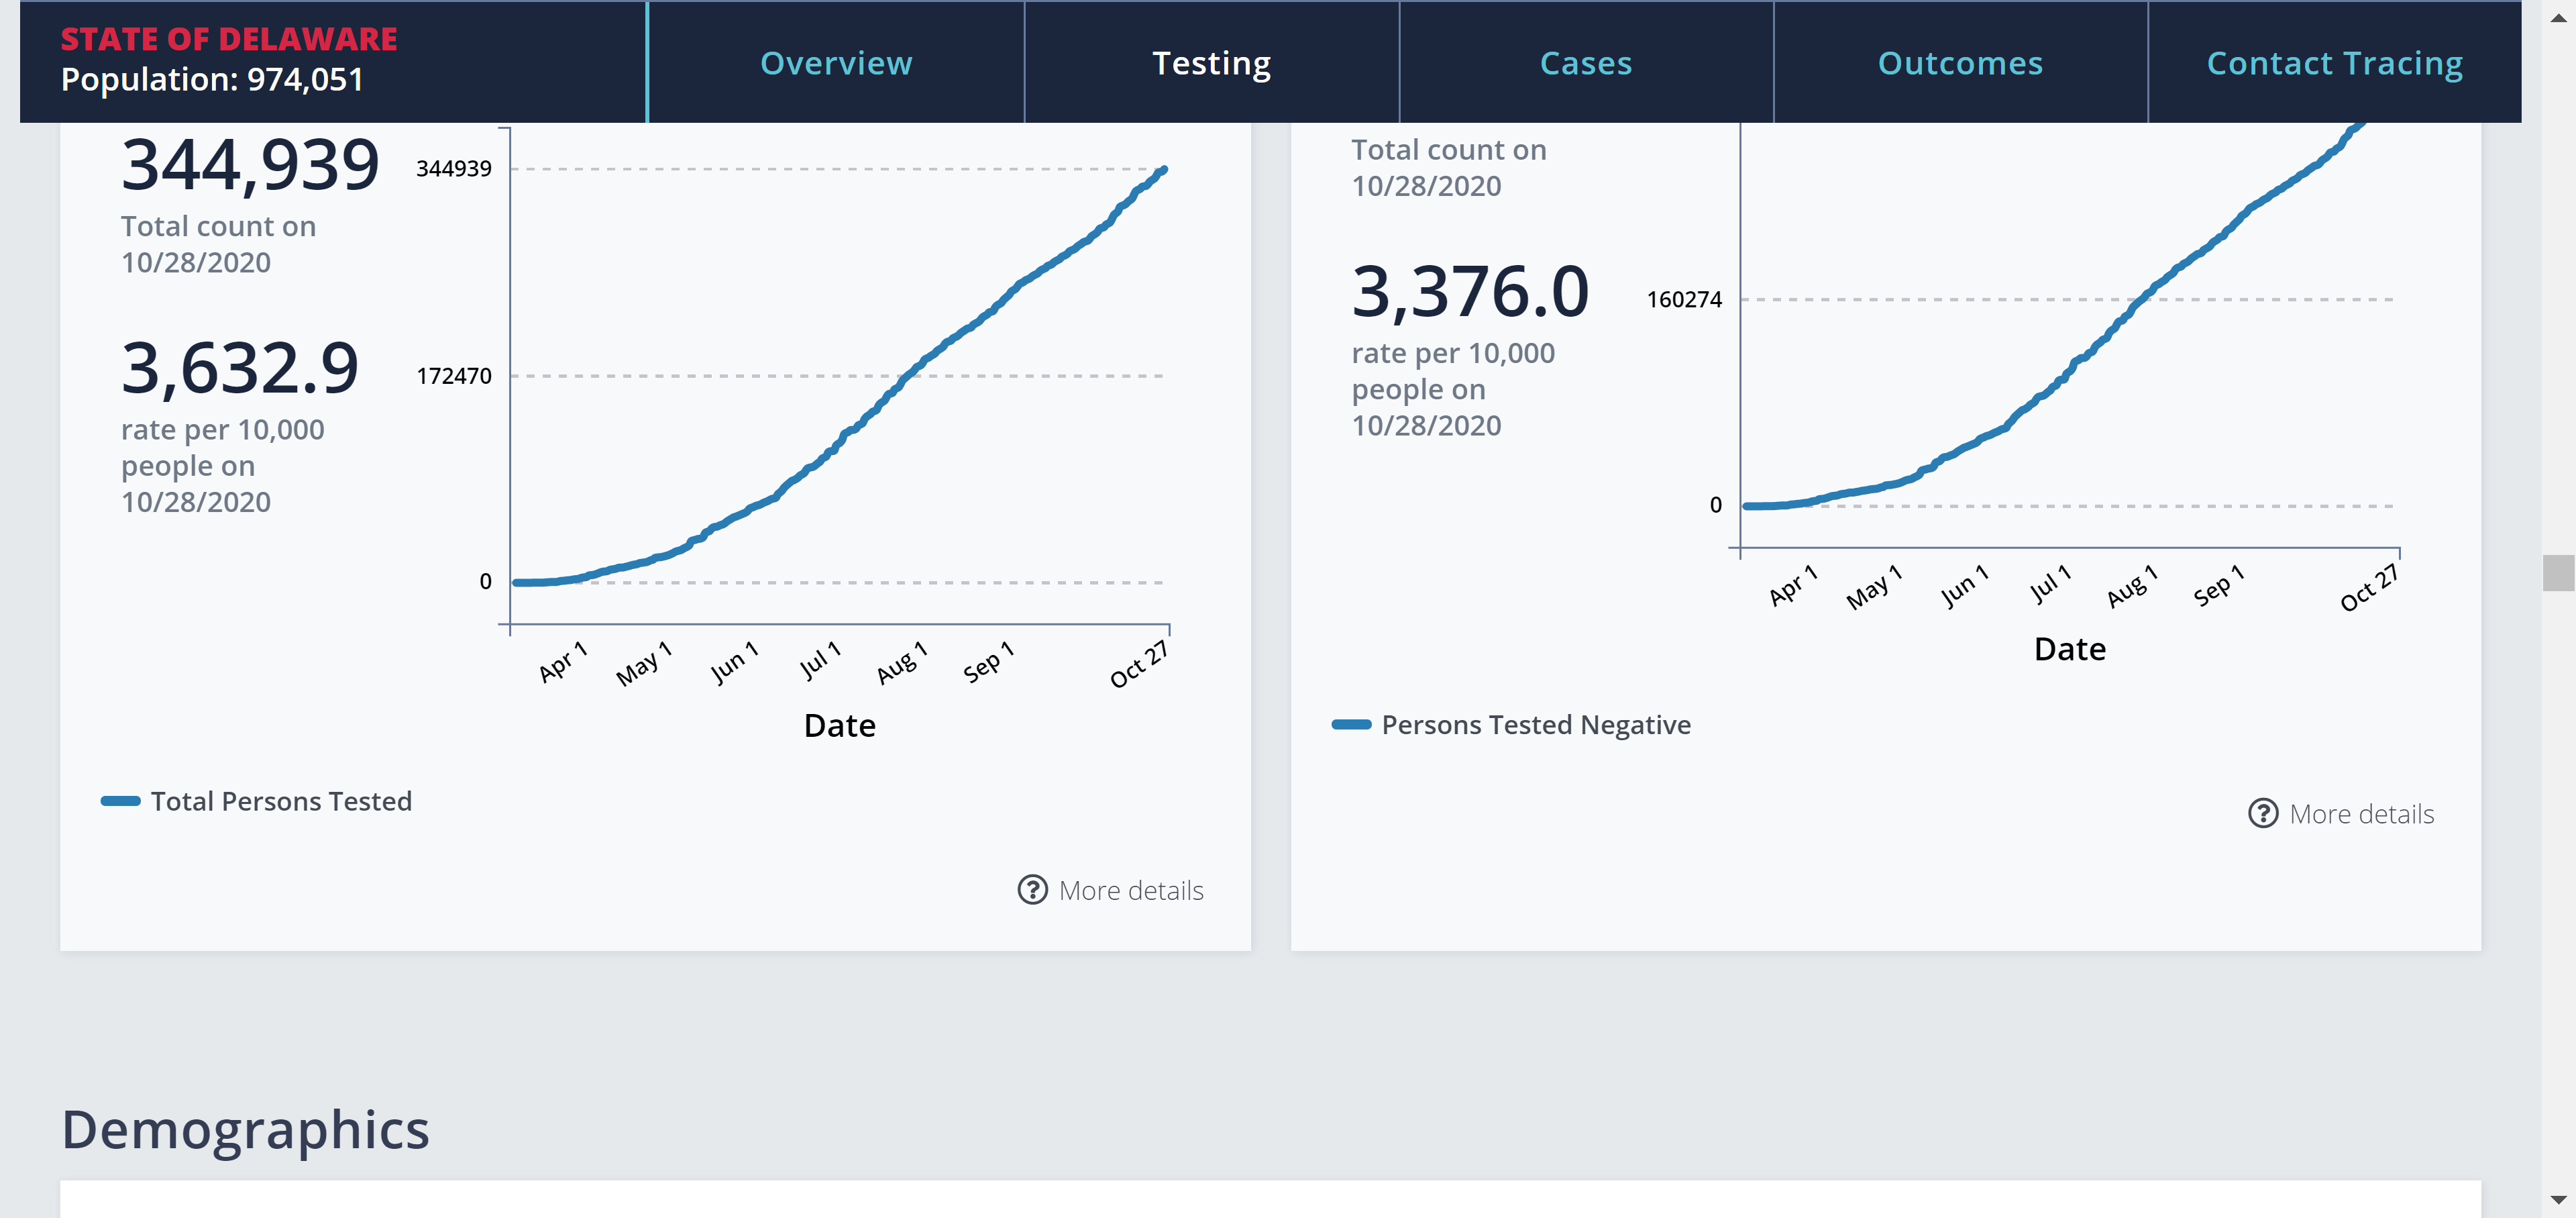 STATE OF DELAWARE
Population: 974,051
Overview
Testing
Cases
Outcomes
Contact Tracing
344,939
Total count on
10/28/2020
3,632.9
rate per 10,000
people on
10/28/2020
344939
172470
0
Apr 1
May 1
Jun 1
Jul 1
Aug 1
Sep 1
Oct 27
Date
Total Persons Tested
More details
Total count on
10/28/2020
3,376.0
rate per 10,000
people on
10/28/2020
160274
0
Apr 1
May 1
Jun 1
Jul 1
Aug 1
Sep 1
Oct 27
Date
Persons Tested Negative
More details
Demographics